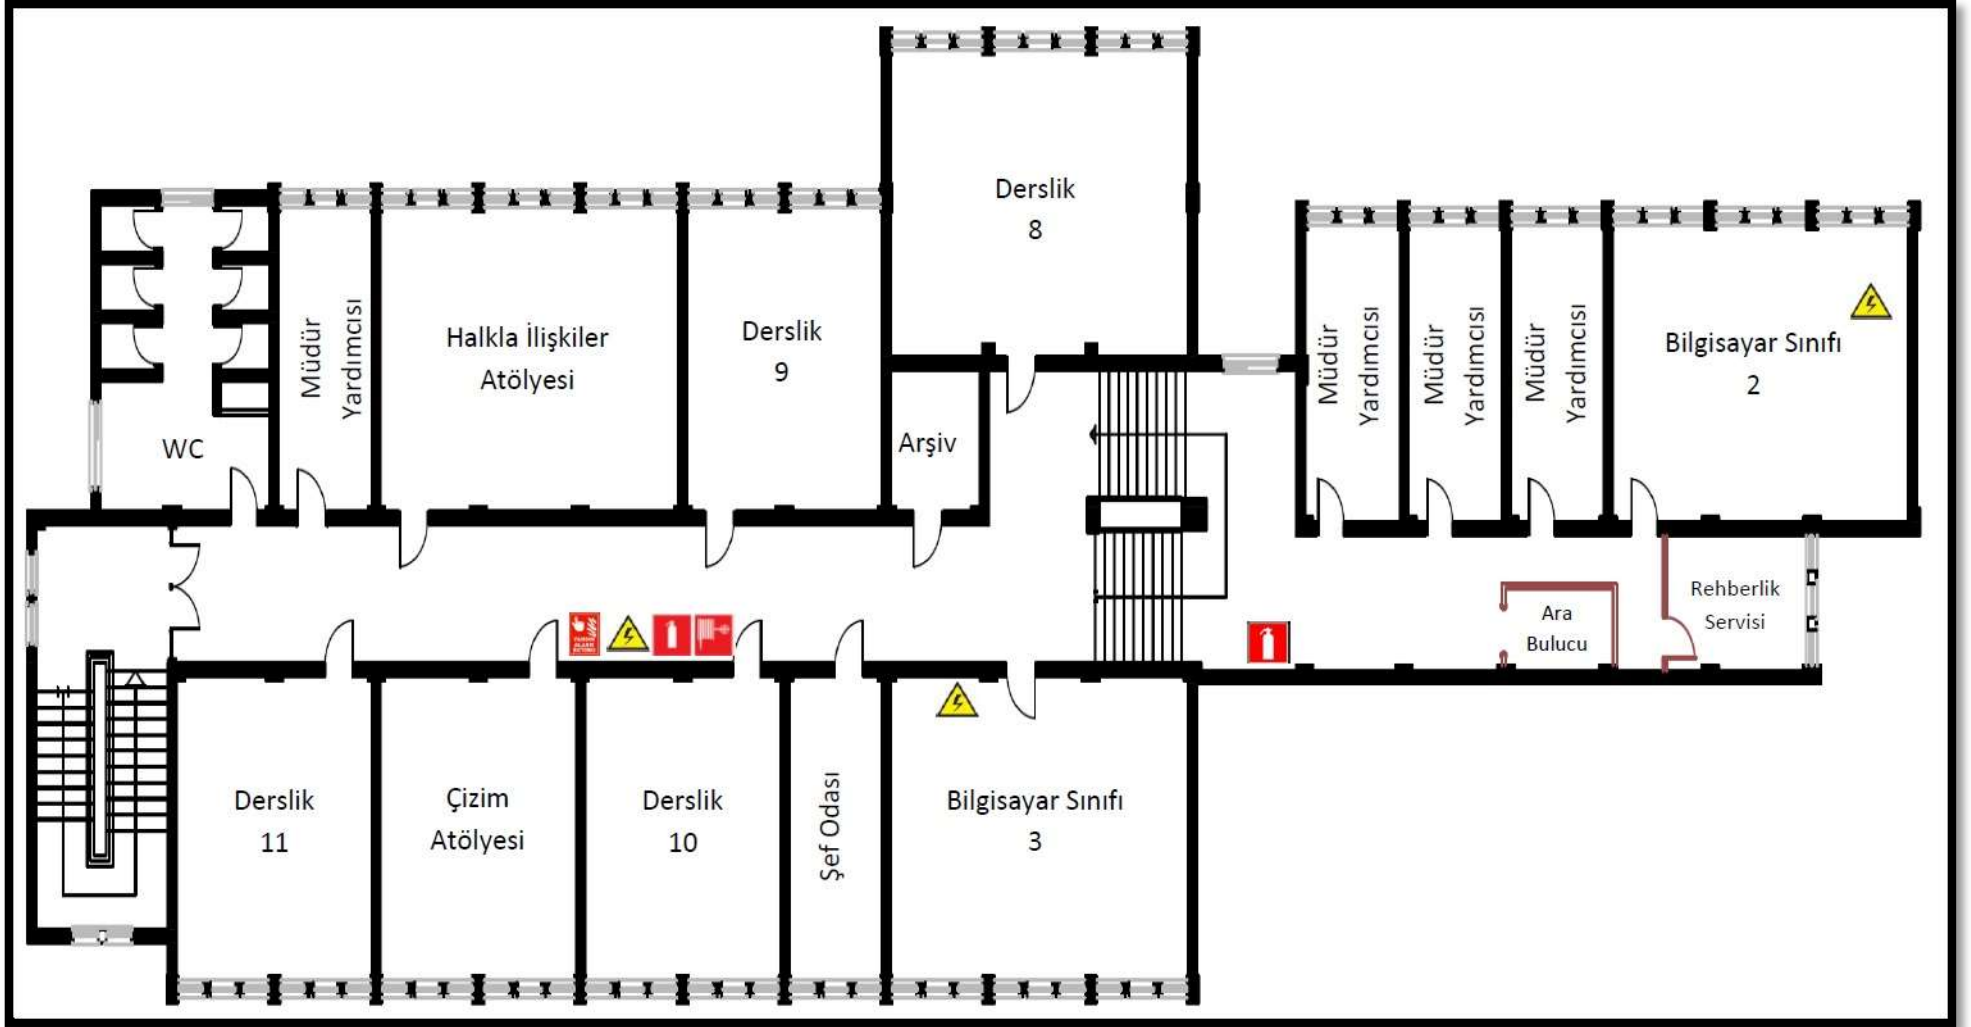 Derslik
8
Müdür
Yardımcısı
Halkla İlişkiler
Atölyesi
Derslik
9
Müdür
Yardımcısı
Müdür
Yardımcısı
Müdür
Yardımcısı
Bilgisayar Sınıfı
2
WC
Arşiv
Rehberlik
Servisi
Ara
Bulucu
Derslik
11
Çizim
Atölyesi
Derslik
10
Şef Odası
Bilgisayar Sınıfı
3